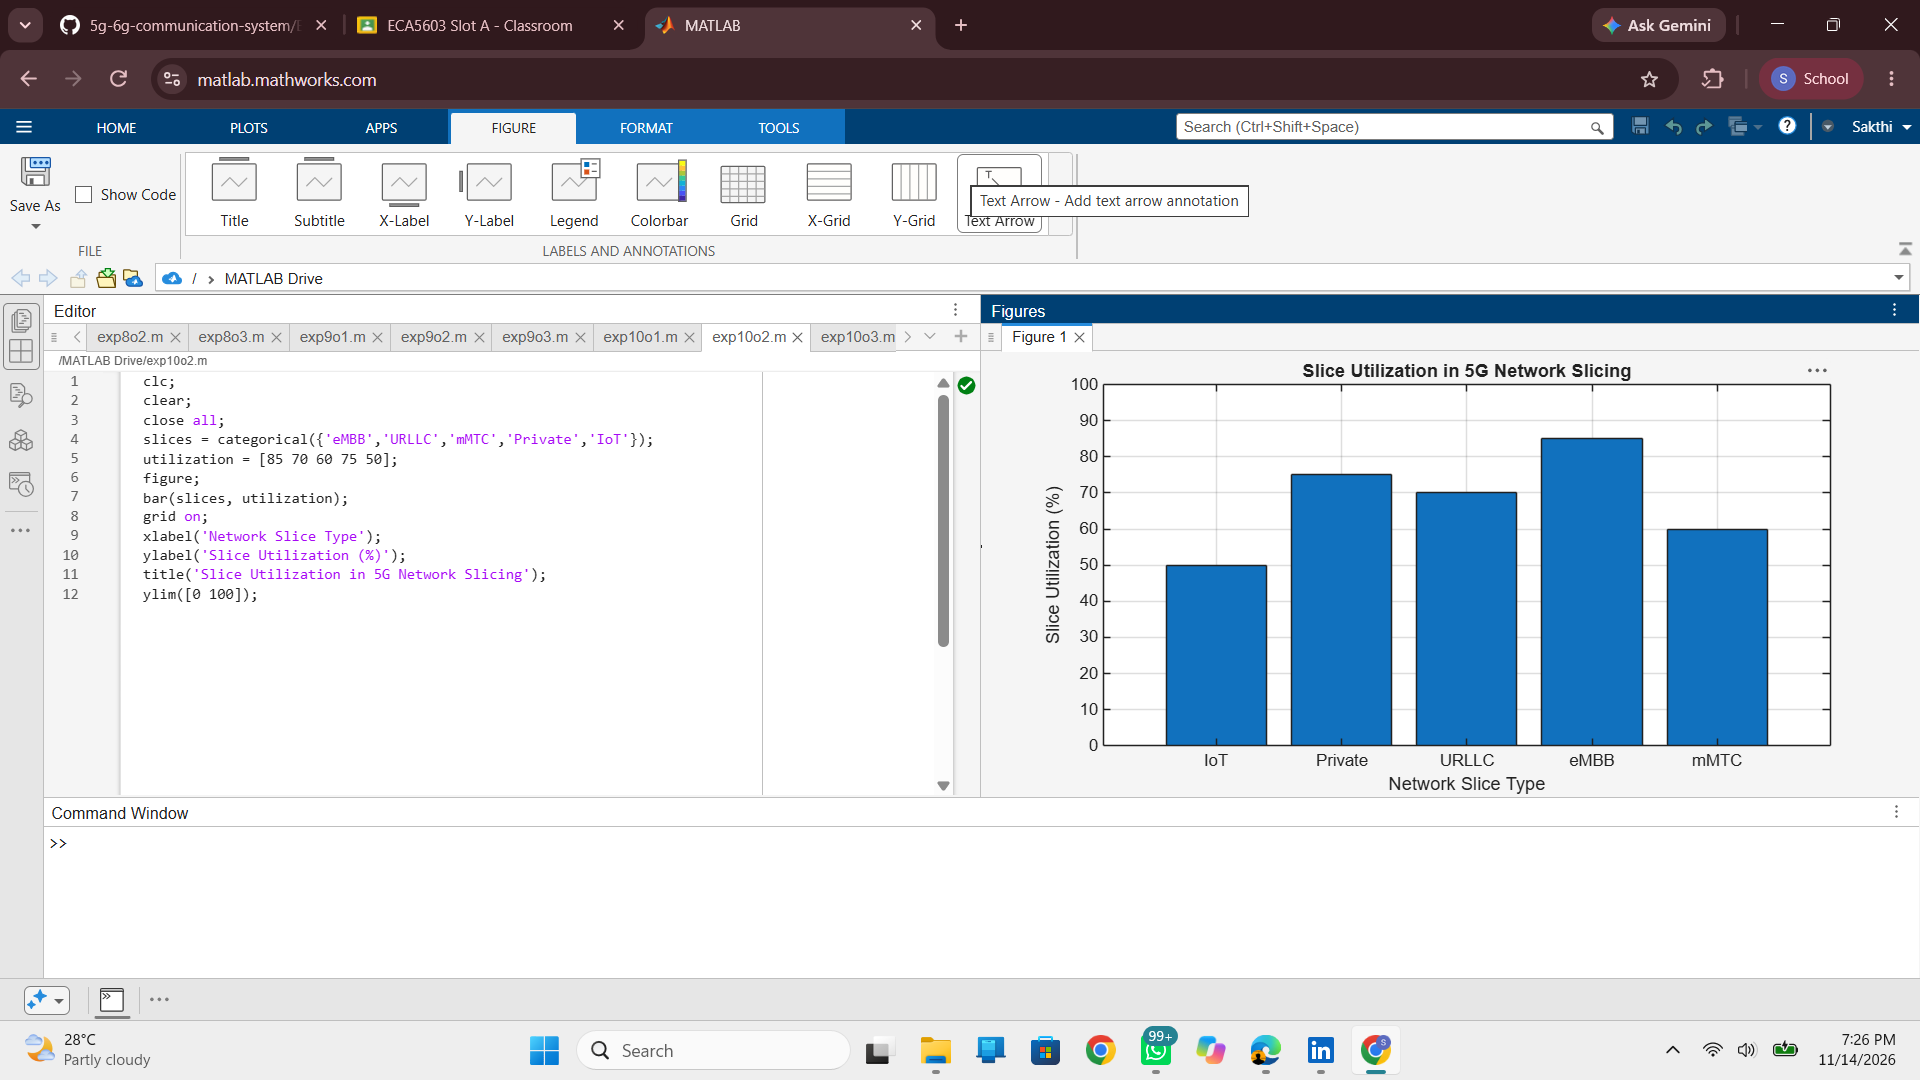 5g-6g-communication-system/E
ECA5603 Slot A - Classroom
MATLAB
Ask Gemini
matlab.mathworks.com
S
School
HOME
PLOTS
APPS
FIGURE
FORMAT
TOOLS
Search (Ctrl+Shift+Space)
Sakthi
Save As
Show Code
Title
Subtitle
X-Label
Y-Label
Legend
Colorbar
Grid
X-Grid
Y-Grid
Text Arrow
Text Arrow - Add text arrow annotation
FILE
LABELS AND ANNOTATIONS
/ > MATLAB Drive
Editor
exp8o2.m
exp8o3.m
exp9o1.m
exp9o2.m
exp9o3.m
exp10o1.m
exp10o2.m
exp10o3.m
/MATLAB Drive/exp10o2.m
1 clc;
2 clear;
3 close all;
4 slices = categorical({'eMBB','URLLC','mMTC','Private','IoT'});
5 utilization = [85 70 60 75 50];
6 figure;
7 bar(slices, utilization);
8 grid on;
9 xlabel('Network Slice Type');
10 ylabel('Slice Utilization (%)');
11 title('Slice Utilization in 5G Network Slicing');
12 ylim([0 100]);
Figures
Figure 1
Slice Utilization in 5G Network Slicing
100
90
80
70
60
50
40
30
20
10
0
Slice Utilization (%)
IoT
Private
URLLC
eMBB
mMTC
Network Slice Type
Command Window
>>
28°C
Partly cloudy
Search
99+
in
S
7:26 PM
11/14/2026